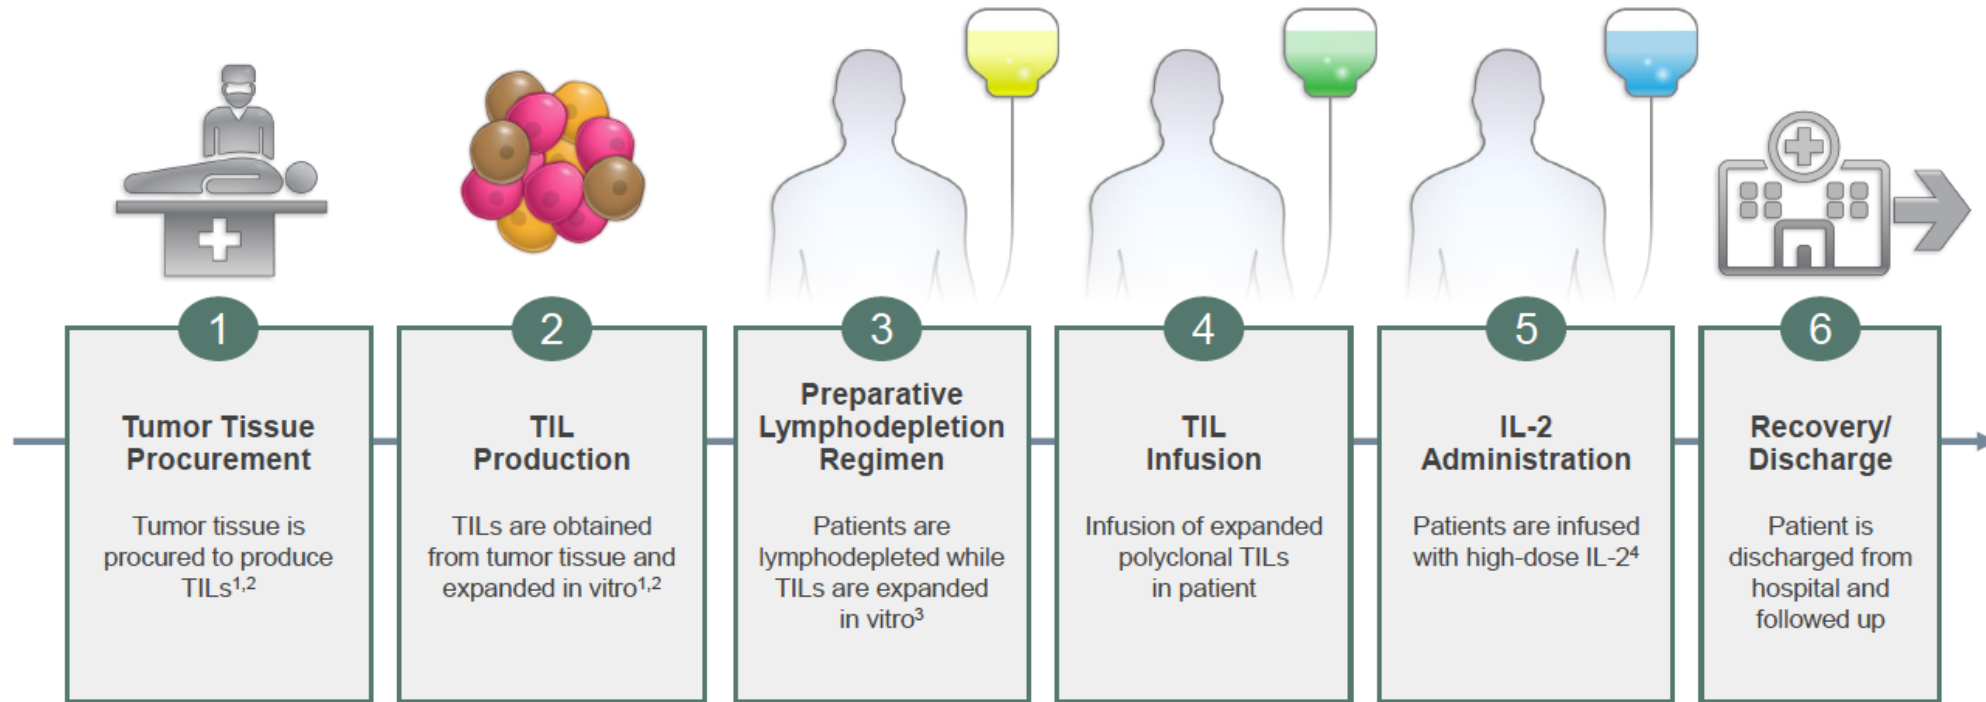 1
Tumor Tissue
Procurement
Tumor tissue is
procured to produce
TILs¹,²
2
TIL
Production
TILs are obtained
from tumor tissue and
expanded in vitro¹,²
3
Preparative
Lymphodepletion
Regimen
Patients are
lymphodepleted while
TILs are expanded
in vitro³
4
TIL
Infusion
Infusion of expanded
polyclonal TILs
in patient
5
IL-2
Administration
Patients are infused
with high-dose IL-2⁴
6
Recovery/
Discharge
Patient is
discharged from
hospital and
followed up